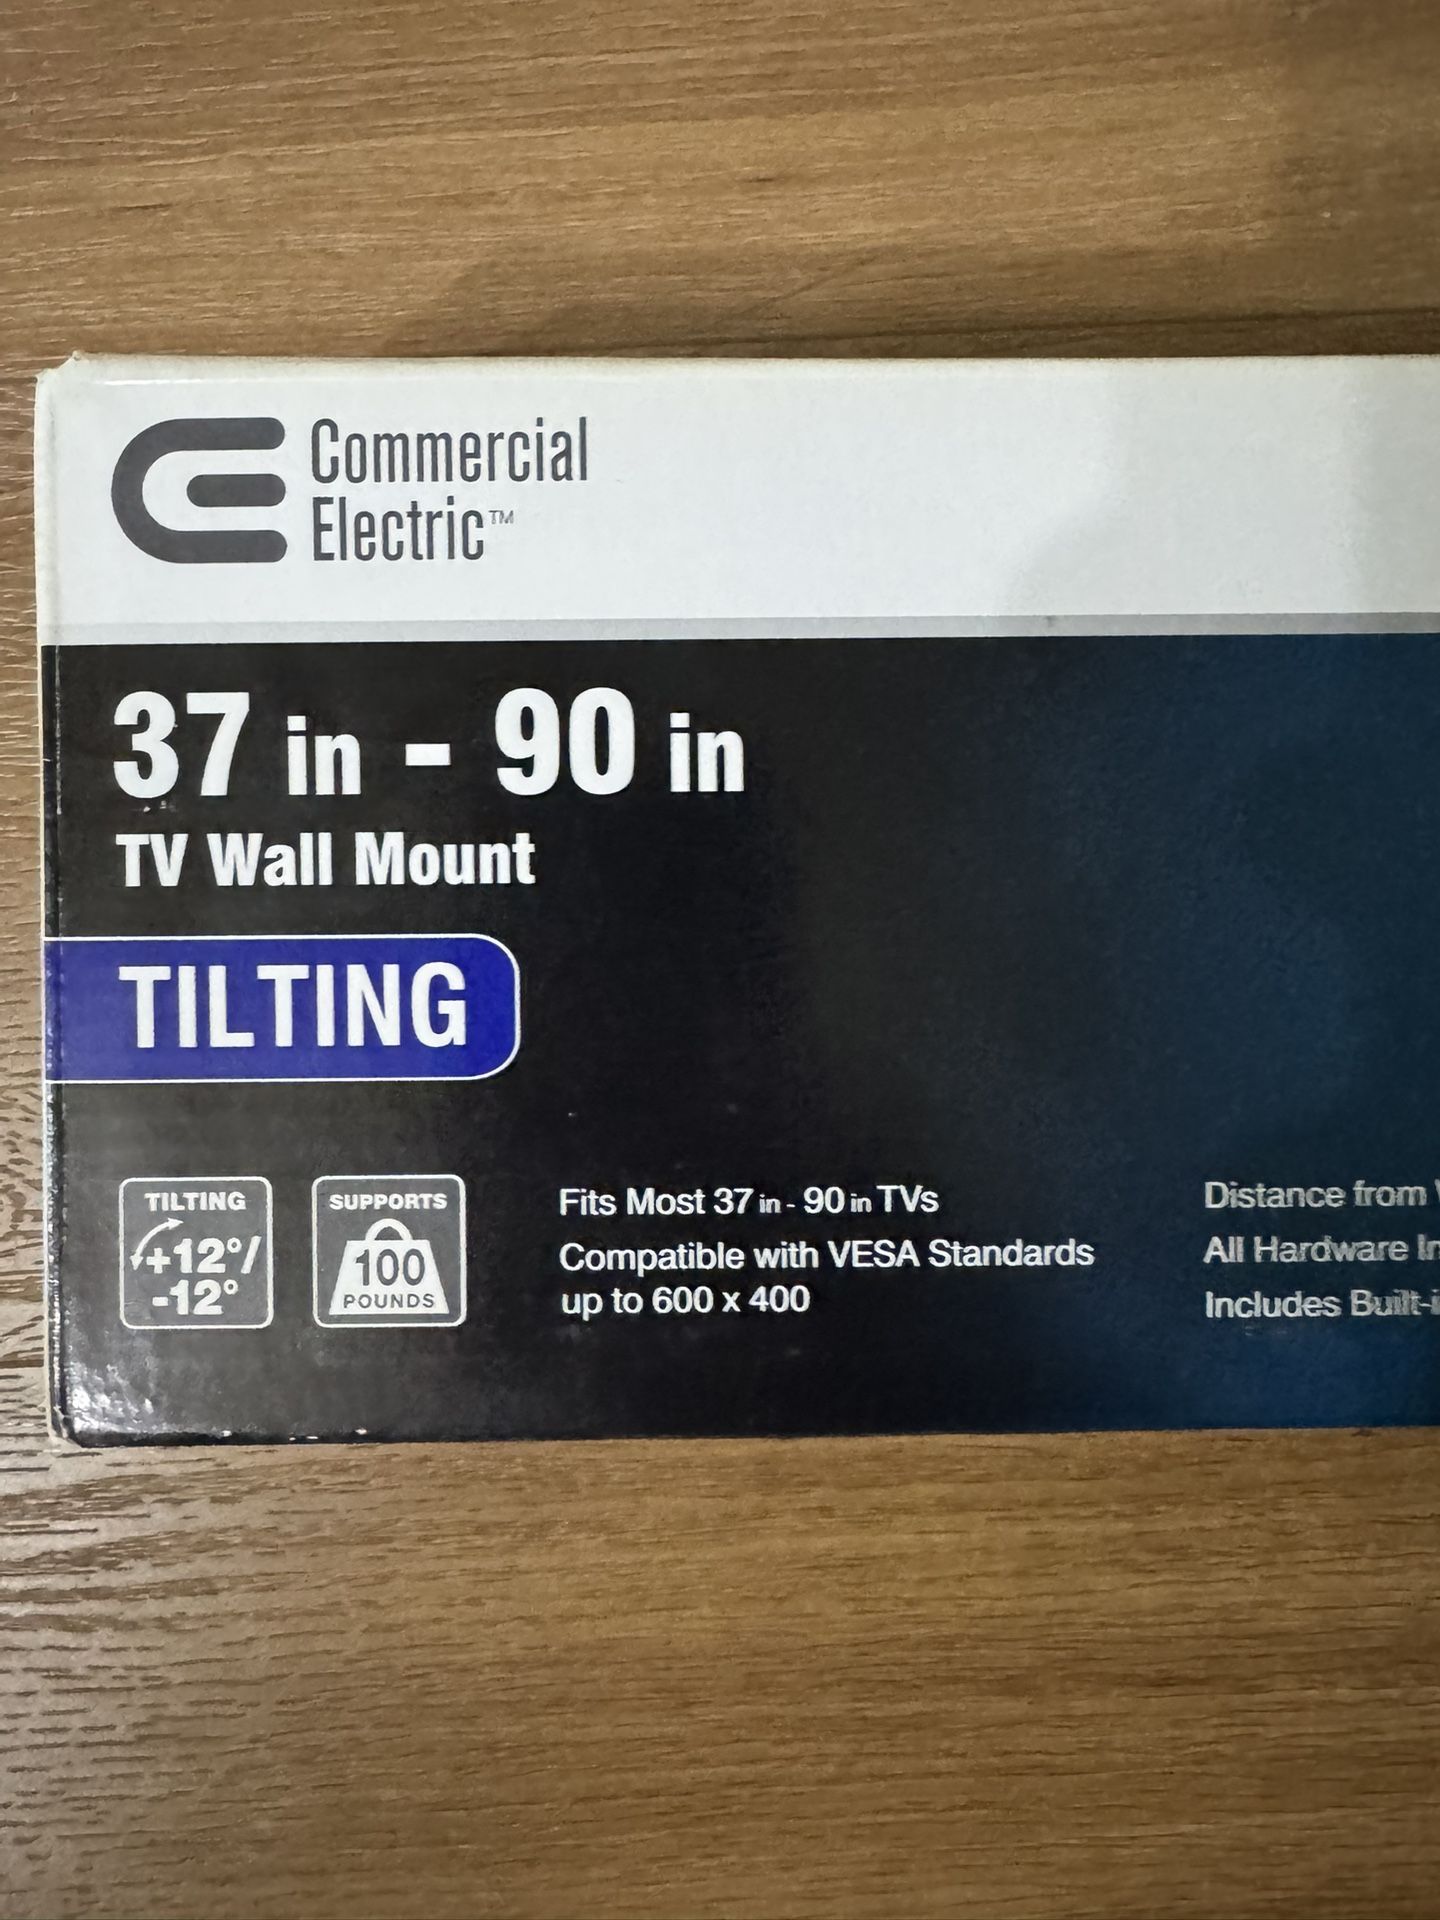 Commercial
Electric™
37 in - 90 in
TV Wall Mount
TILTING
TILTING
+12°/
-12°
SUPPORTS
100
POUNDS
Fits Most 37 in - 90 in TVs
Compatible with VESA Standards
up to 600 x 400
Distance from
All Hardware
Includes Built-